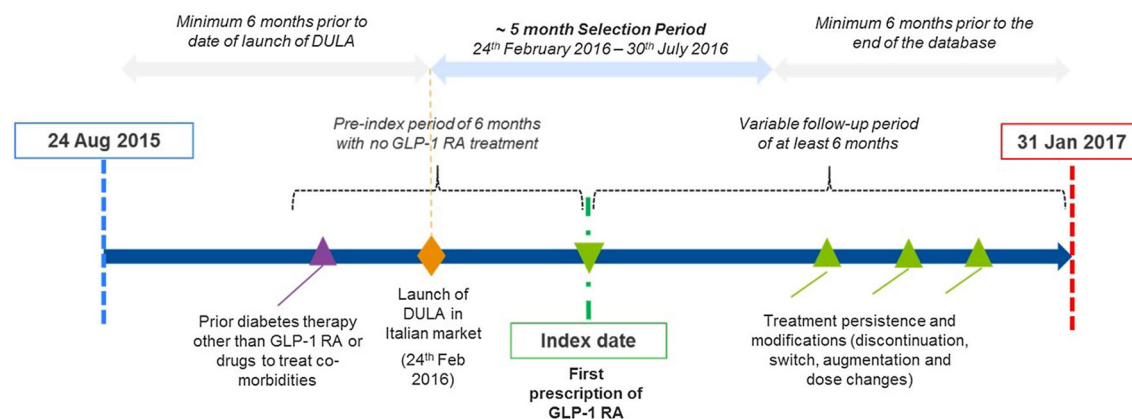 Minimum 6 months prior to
date of launch of DULA
~ 5 month Selection Period
24th February 2016 – 30th July 2016
Minimum 6 months prior to the
end of the database
24 Aug 2015
Pre-index period of 6 months
with no GLP-1 RA treatment
Variable follow-up period
of at least 6 months
31 Jan 2017
Prior diabetes therapy
other than GLP-1 RA or
drugs to treat co-
morbidities
Launch of
DULA in
Italian market
(24th Feb
2016)
Index date
First
prescription of
GLP-1 RA
Treatment persistence and
modifications (discontinuation,
switch, augmentation and
dose changes)